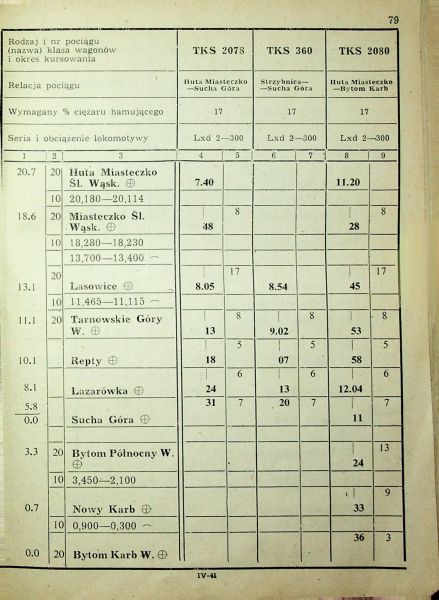 79
Rodzaj i nr pociągu
(nazwa) klasa wagonów
i okres kursowania
TKS 2078 TKS 360 TKS 2080
Relacja pociągu
Huta Miasteczko
—Sucha Góra
Strzybnica—
—Sucha Góra
Huta Miasteczko
—Bytom Karb
Wymagany % ciężaru hamującego 17 17 17
Seria i obciążenie lokomotywy Lxd 2—300 Lxd 2—300 Lxd 2—300
1 2 3 4 5 6 7 8 9
20.7 20 Huta Miasteczko
Śl. Wąsk. ⊕ 7.40 11.20
10 20,180—20,114
18.6 20 Miasteczko Śl. | 8 | 8
Wąsk. ⊕ 48 28
10 18,280—18,230
13,700—13,400 —
20 | 17 | 17
13.1 Lasowice ⊕ 8.05 8.54 45
10 11,465—11,115 —
11.1 20 Tarnowskie Góry | 8 | 8 | 8
W. ⊕ 13 9.02 53
| 5 | 5 | 5
10.1 Repty ⊕ 18 07 58
| 6 | 6 | 6
8.1 Lazarówka ⊕ 24 13 12.04
5.8 31 7 20 7 | 7
0.0 Sucha Góra ⊕ 11
3.3 20 Bytom Północny W. | 13
⊕ 24
10 3,450—2,100
| 9
0.7 Nowy Karb ⊕ 33
10 0,900—0,300 —
36 3
0.0 20 Bytom Karb W. ⊕
IV-41